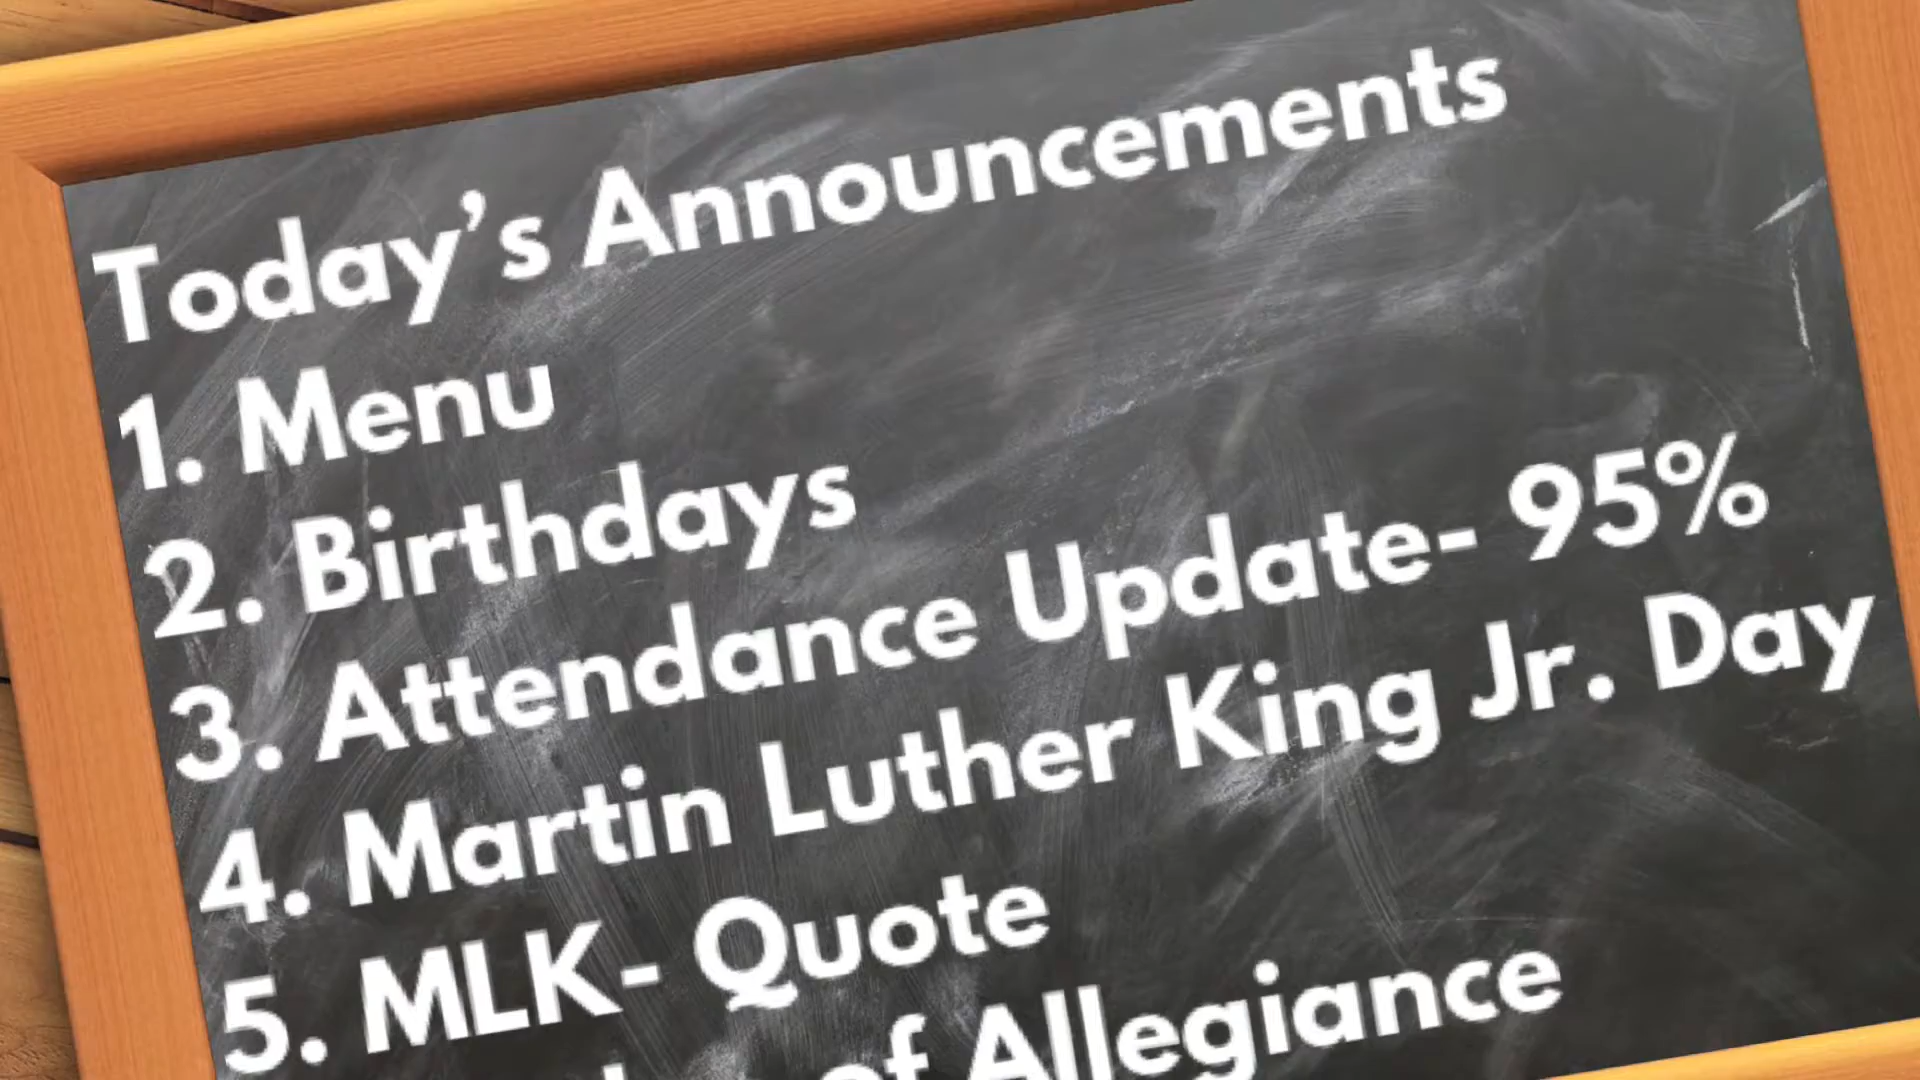 Today's Announcements
1. Menu
2. Birthdays
3. Attendance Update- 95%
4. Martin Luther King Jr. Day
5. MLK- Quote
of Allegiance